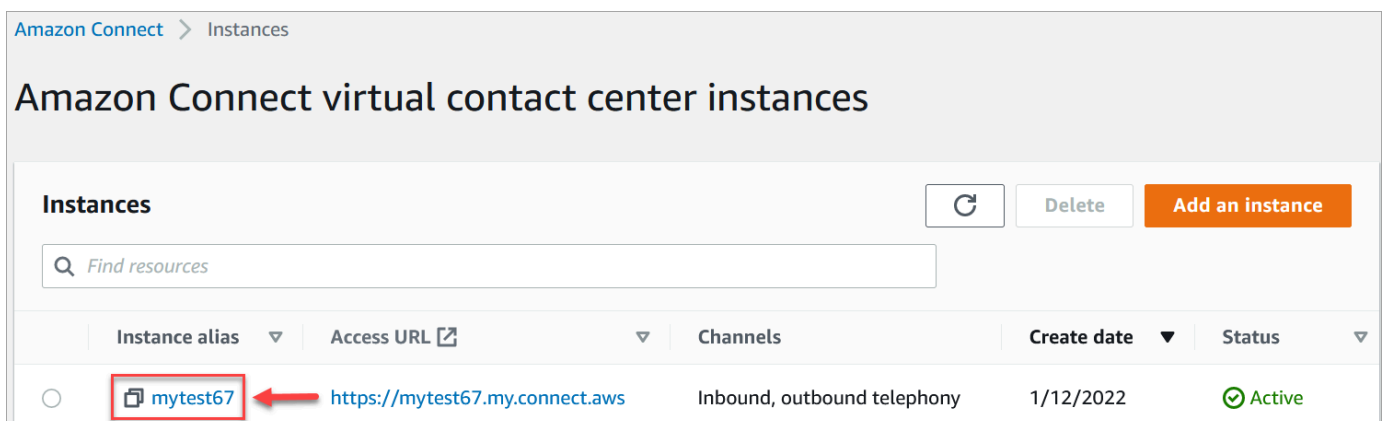 Amazon Connect > Instances
Amazon Connect virtual contact center instances
Instances
Delete
Add an instance
Find resources
Instance alias
Access URL
Channels
Create date
Status
mytest67
https://mytest67.my.connect.aws
Inbound, outbound telephony
1/12/2022
Active